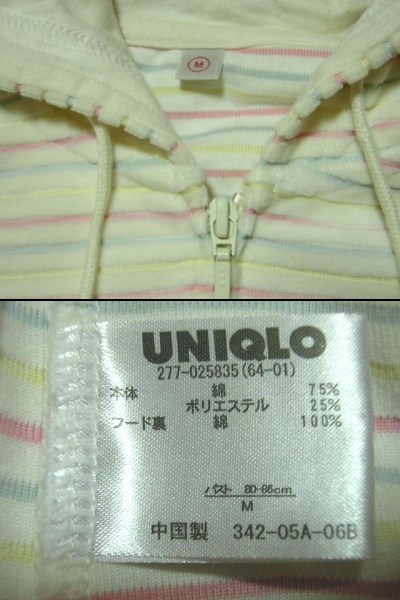 M
UNIQLO
277-025835(64-01)
本体 綿 75%
ポリエステル 25%
フード裏 綿 100%
バスト 80-86cm
M
中国製 342-05A-06B